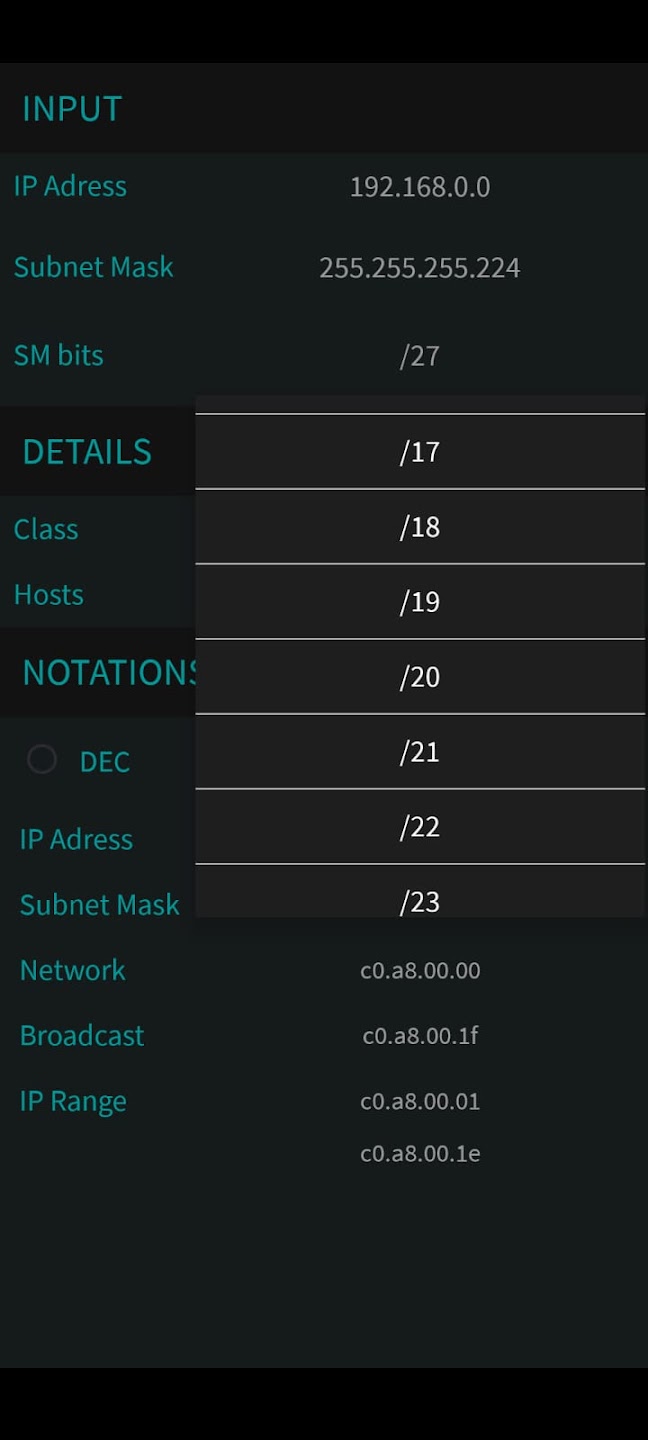 INPUT
IP Adress 192.168.0.0
Subnet Mask 255.255.255.224
SM bits /27
DETAILS /17
Class /18
Hosts /19
NOTATIONS /20
DEC /21
IP Adress /22
Subnet Mask /23
Network c0.a8.00.00
Broadcast c0.a8.00.1f
IP Range c0.a8.00.01
c0.a8.00.1e